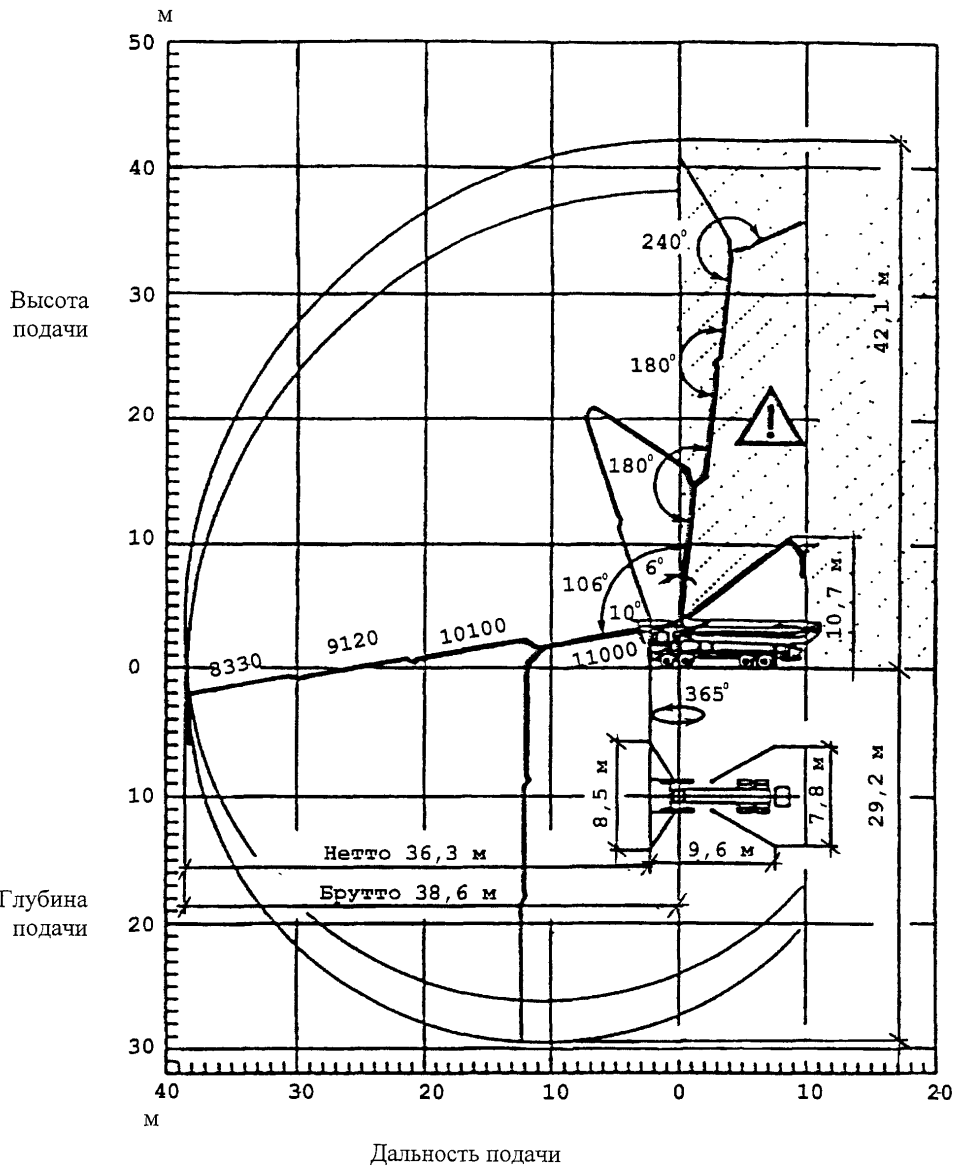 м
50
40
30
20
10
0
10
20
30
Высота
подачи
Глубина
подачи
240°
180°
180°
106°
6°
10°
42,1 м
10,7 м
8330
9120
10100
11000
365°
8,5 м
7,8 м
29,2 м
9,6 м
Нетто 36,3 м
Брутто 38,6 м
!
40 30 20 10 0 10 20
м
Дальность подачи